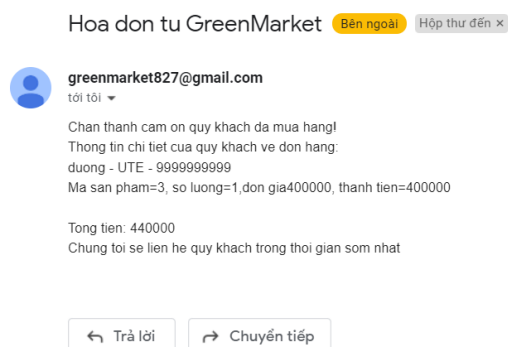 Hoa don tu GreenMarket Bên ngoài Hộp thư đến ×
greenmarket827@gmail.com
tới tôi
Chan thanh cam on quy khach da mua hang!
Thong tin chi tiet cua quy khach ve don hang:
duong - UTE - 9999999999
Ma san pham=3, so luong=1,don gia400000, thanh tien=400000
Tong tien: 440000
Chung toi se lien he quy khach trong thoi gian som nhat
Trả lời Chuyển tiếp